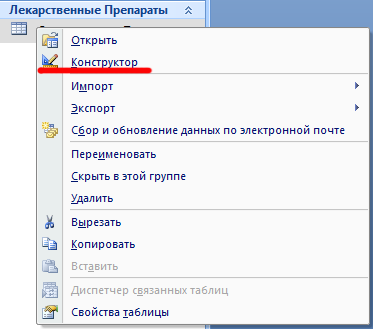 Лекарственные Препараты
Открыть
Конструктор
Импорт
Экспорт
Сбор и обновление данных по электронной почте
Переименовать
Скрыть в этой группе
Удалить
Вырезать
Копировать
Вставить
Диспетчер связанных таблиц
Свойства таблицы